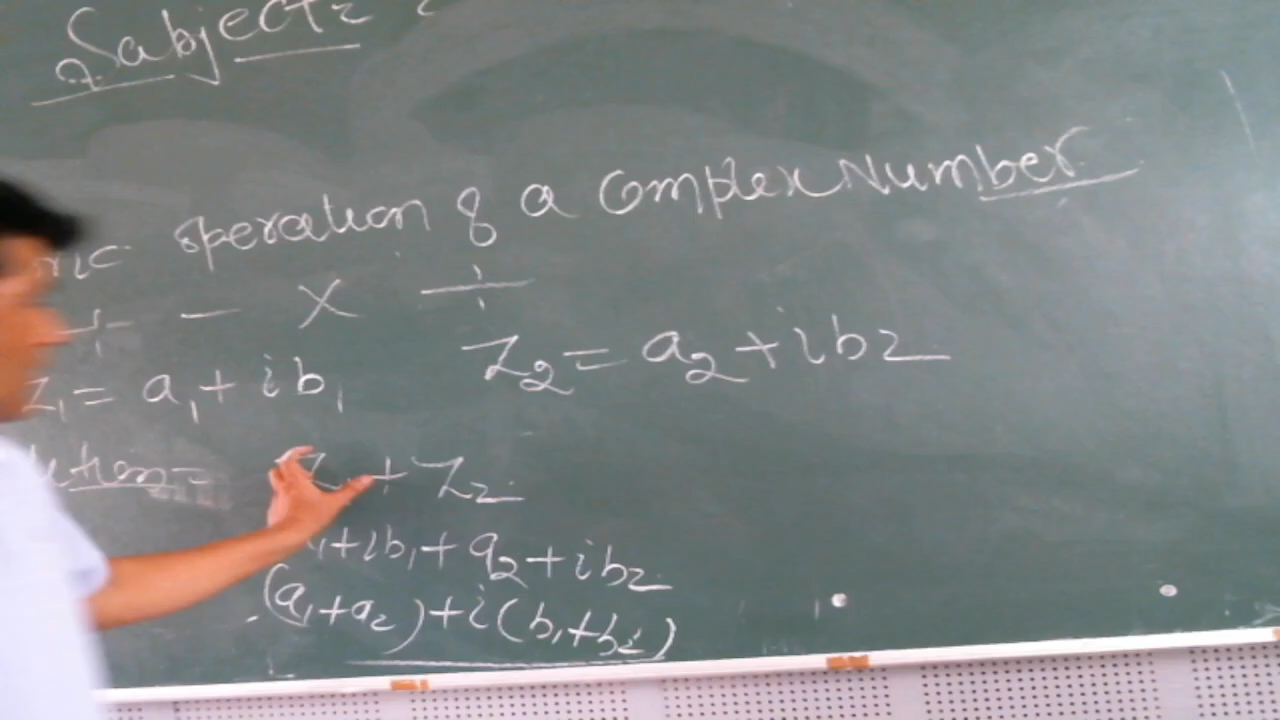 Subject:
operation of a Complex Number
+ - × ÷
Z₁ = a₁ + ib₁ Z₂ = a₂ + ib₂
Z + Z₂
+ ib₁ + a₂ + ib₂
(a₁ + a₂) + i(b₁ + b₂)